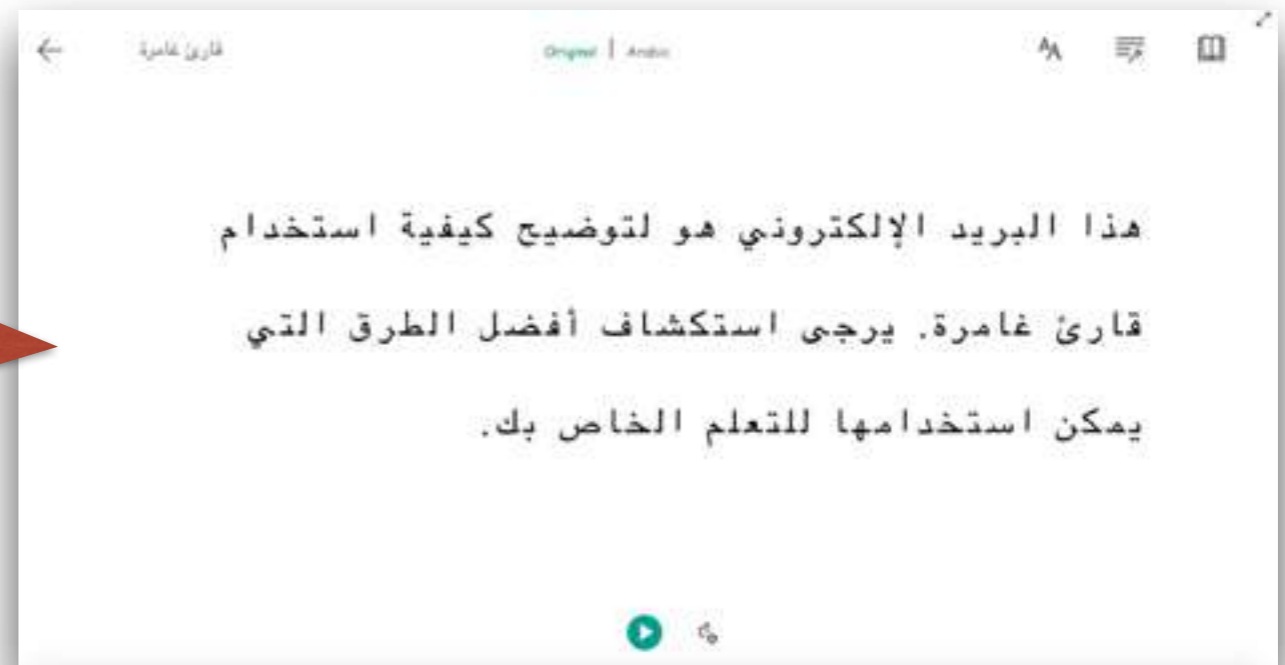 قارئ غامرة
Original | Arabic
هذا البريد الإلكتروني هو لتوضيح كيفية استخدام
قارئ غامرة. يرجى استكشاف أفضل الطرق التي
يمكن استخدامها للتعلم الخاص بك.